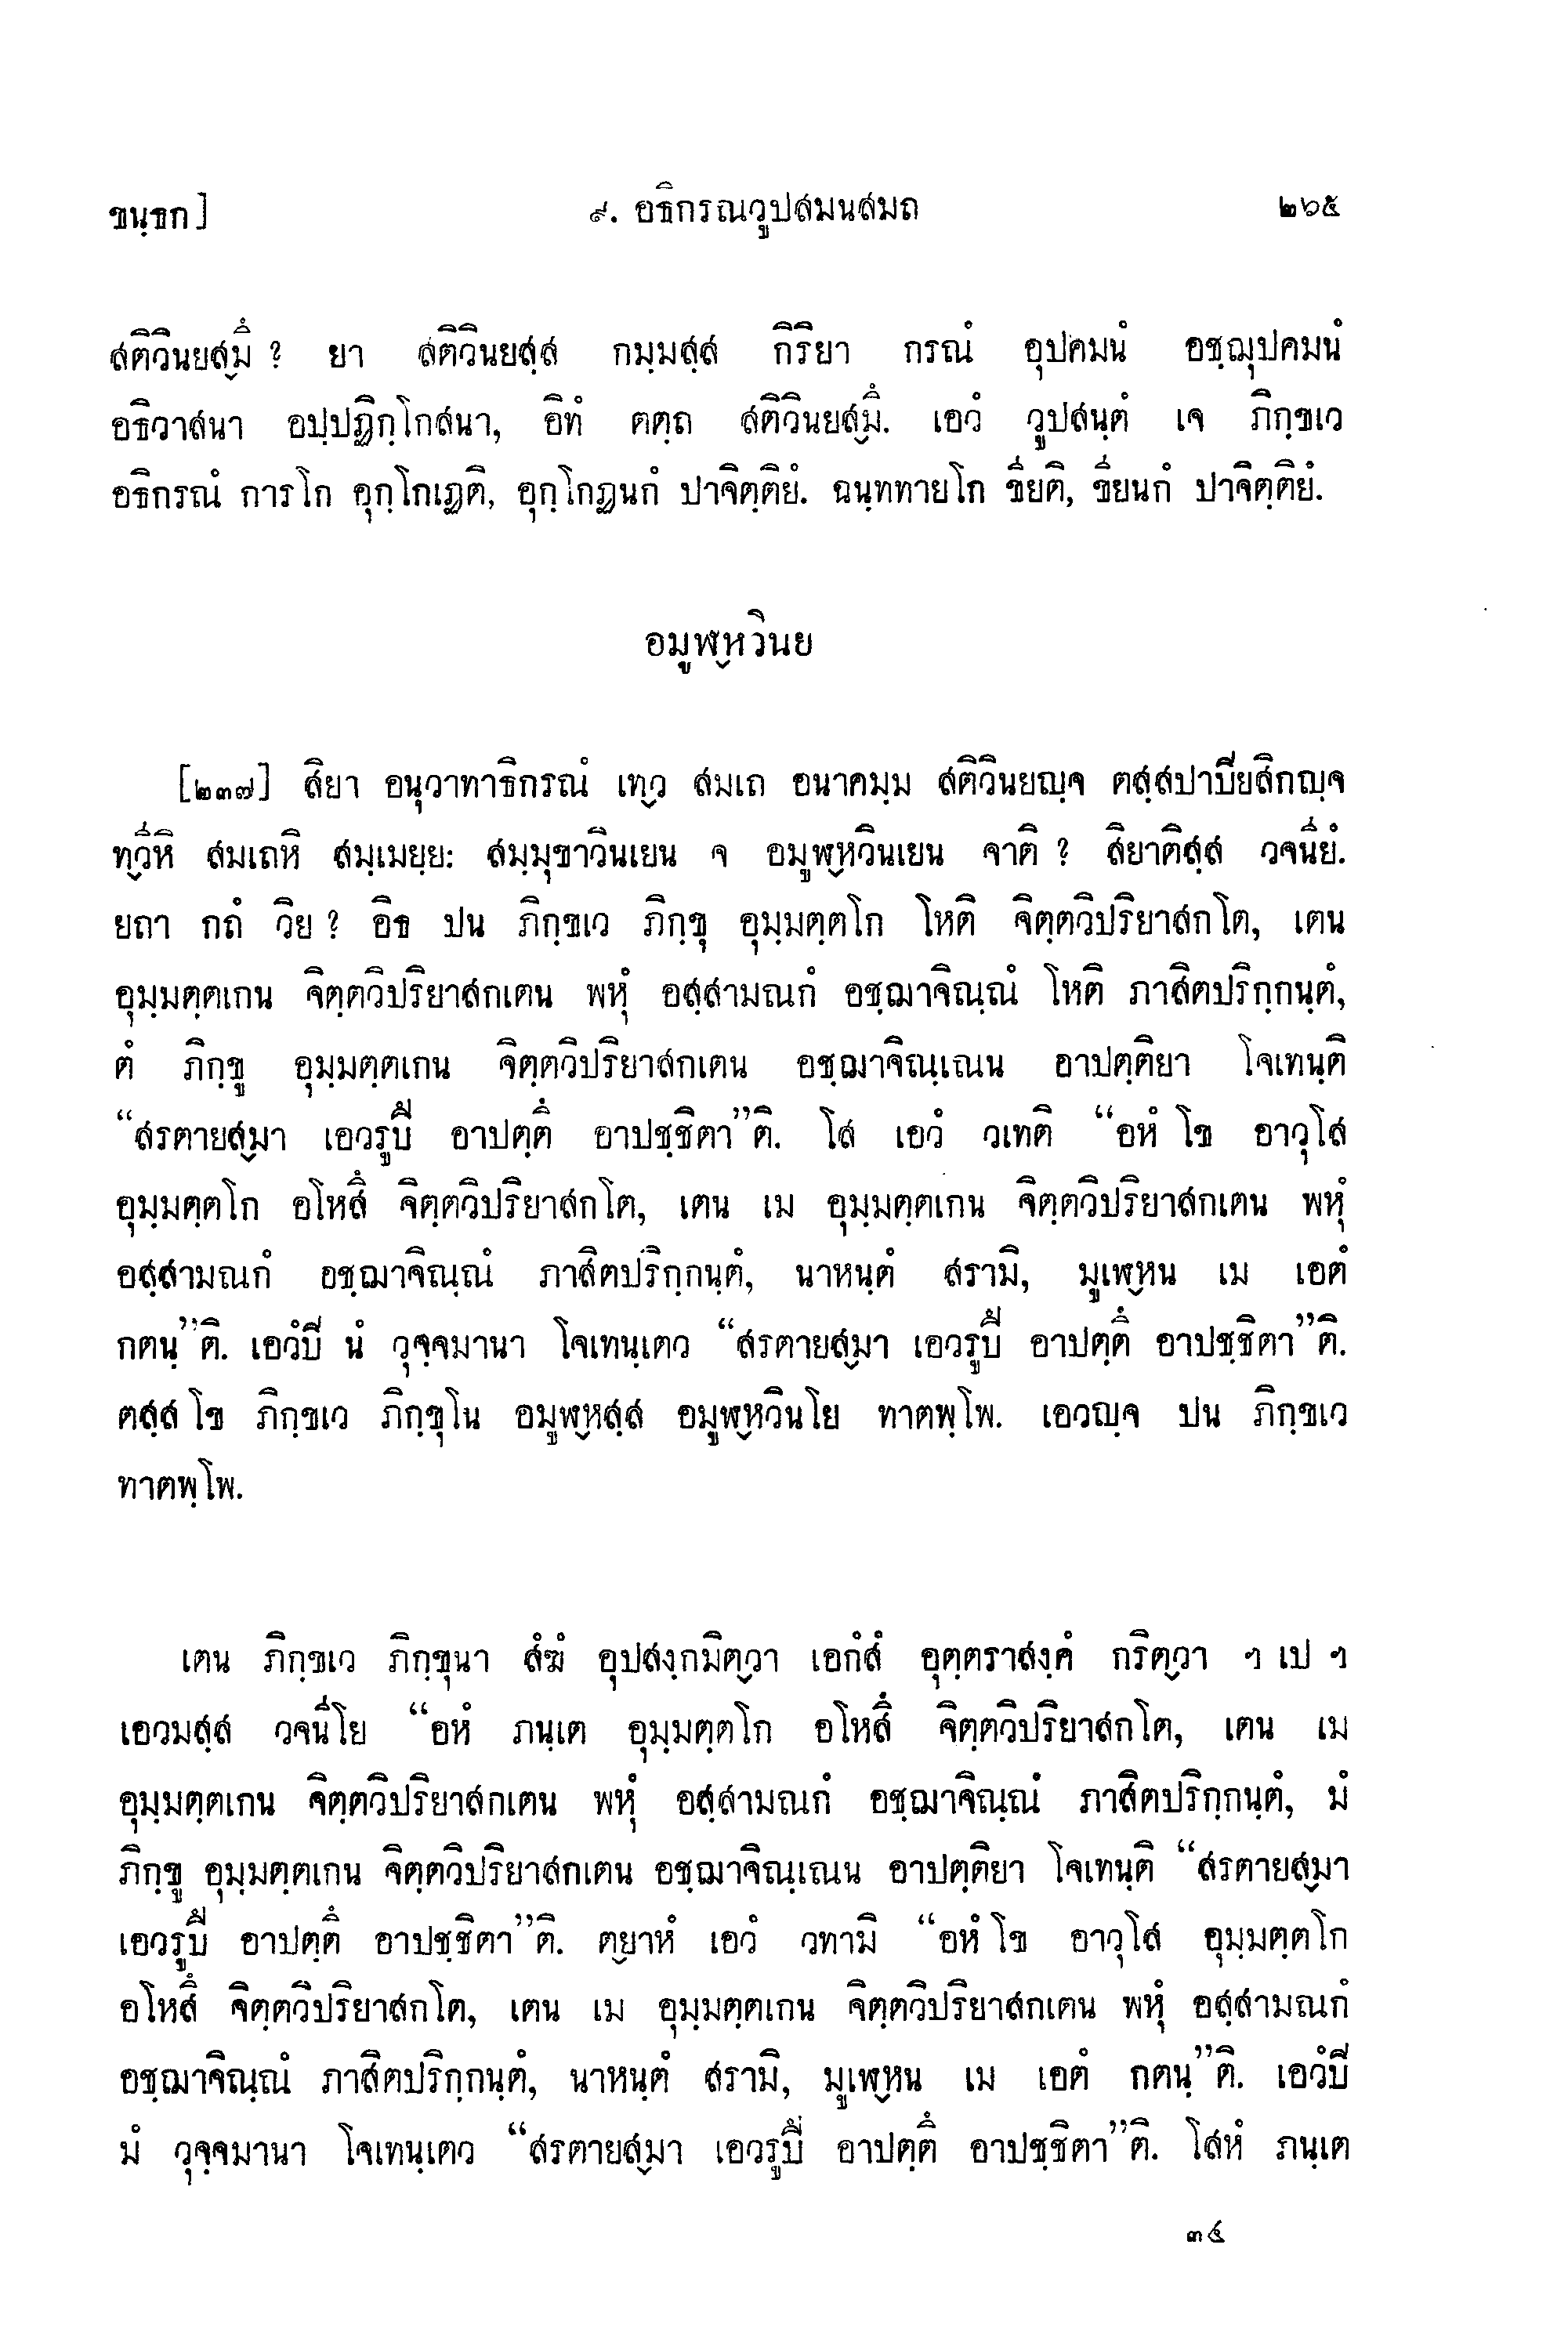 ขนฺธก]
๙. อธิกรณวูปสมนสมถ
๒๖๕
สติวินยสฺมึ ? ยา สติวินยสฺส กมฺมสฺส กิริยา กรณํ อุปคมนํ อชฺฌุปคมนํ
อธิวาสนา อปฺปฏิกฺโกสนา, อิทํ ตตฺถ สติวินยสฺมึ. เอวํ วูปสนฺตํ เจ ภิกฺขเว
อธิกรณํ การโก อุกฺโกเฏติ, อุกฺโกฏนกํ ปาจิตฺติยํ. ฉนฺททายโก ขียติ, ขียนกํ ปาจิตฺติยํ.
อมูฬฺหวินย
[๒๓๗] สิยา อนุวาทาธิกรณํ เทฺว สมเถ อนาคมฺม สติวินยญฺจ ตสฺสปาปียสิกญฺจ
ทฺวีหิ สมเถหิ สมฺเมยฺย: สมฺมุขาวินเยน จ อมูฬฺหวินเยน จาติ ? สิยาติสฺส วจนียํ.
ยถา กถํ วิย ? อิธ ปน ภิกฺขเว ภิกฺขุ อุมฺมตฺตโก โหติ จิตฺตวิปริยาสกโต, เตน
อุมฺมตฺตเกน จิตฺตวิปริยาสกเตน พหุํ อสฺสามณกํ อชฺฌาจิณฺณํ โหติ ภาสิตปริกฺกนฺตํ,
ตํ ภิกฺขู อุมฺมตฺตเกน จิตฺตวิปริยาสกเตน อชฺฌาจิณฺเณน อาปตฺติยา โจเทนฺติ
“สรตายสฺมา เอวรูปึ อาปตฺตึ อาปชฺชิตา”ติ. โส เอวํ วเทติ “อหํ โข อาวุโส
อุมฺมตฺตโก อโหสึ จิตฺตวิปริยาสกโต, เตน เม อุมฺมตฺตเกน จิตฺตวิปริยาสกเตน พหุํ
อสฺสามณกํ อชฺฌาจิณฺณํ ภาสิตปริกฺกนฺตํ, นาหนฺตํ สรามิ, มูเฬฺหน เม เอตํ
กตนฺ”ติ. เอวํปิ นํ วุจฺจมานา โจเทนฺเตว “สรตายสฺมา เอวรูปึ อาปตฺตึ อาปชฺชิตา”ติ.
ตสฺส โข ภิกฺขเว ภิกฺขุโน อมูฬฺหสฺส อมูฬฺหวินโย ทาตพฺโพ. เอวญฺจ ปน ภิกฺขเว
ทาตพฺโพ.
เตน ภิกฺขเว ภิกฺขุนา สํฆํ อุปสงฺกมิตฺวา เอกํสํ อุตฺตราสงฺคํ กริตฺวา ฯ เป ฯ
เอวมสฺส วจนีโย “อหํ ภนฺเต อุมฺมตฺตโก อโหสึ จิตฺตวิปริยาสกโต, เตน เม
อุมฺมตฺตเกน จิตฺตวิปริยาสกเตน พหุํ อสฺสามณกํ อชฺฌาจิณฺณํ ภาสิตปริกฺกนฺตํ, มํ
ภิกฺขู อุมฺมตฺตเกน จิตฺตวิปริยาสกเตน อชฺฌาจิณฺเณน อาปตฺติยา โจเทนฺติ “สรตายสฺมา
เอวรูปึ อาปตฺตึ อาปชฺชิตา”ติ. ตฺยาหํ เอวํ วทามิ “อหํ โข อาวุโส อุมฺมตฺตโก
อโหสึ จิตฺตวิปริยาสกโต, เตน เม อุมฺมตฺตเกน จิตฺตวิปริยาสกเตน พหุํ อสฺสามณกํ
อชฺฌาจิณฺณํ ภาสิตปริกฺกนฺตํ, นาหนฺตํ สรามิ, มูเฬฺหน เม เอตํ กตนฺ”ติ. เอวํปิ
มํ วุจฺจมานา โจเทนฺเตว “สรตายสฺมา เอวรูปึ อาปตฺตึ อาปชฺชิตา”ติ. โสหํ ภนฺเต
๓๔